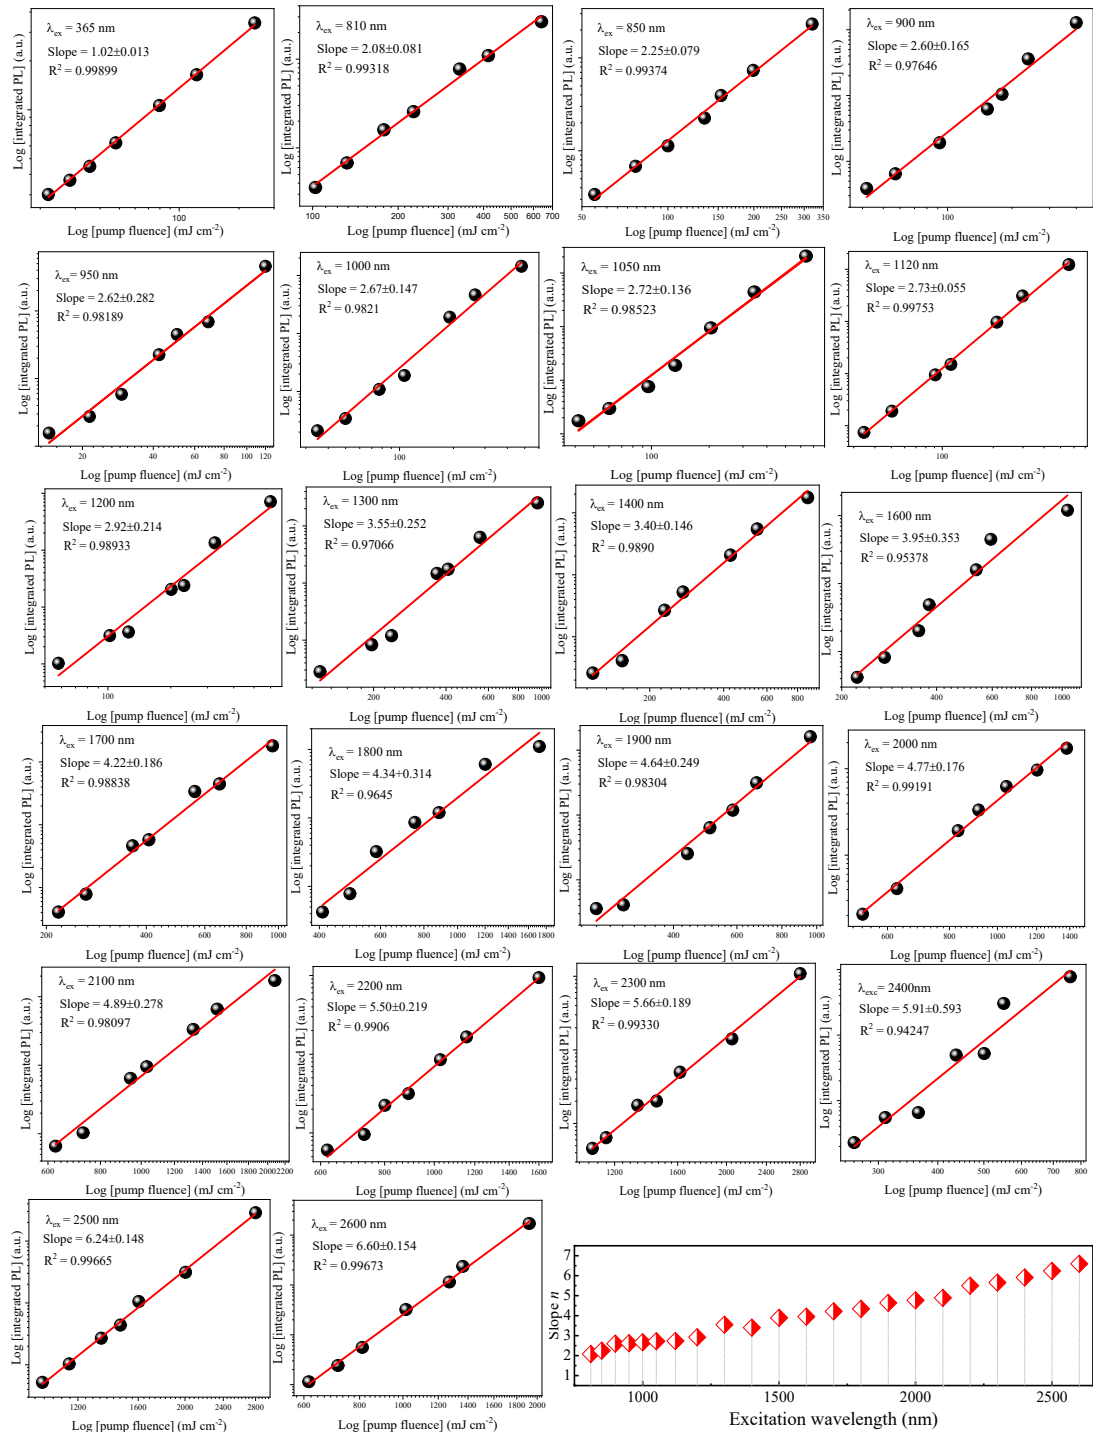 λex = 365 nm
Slope = 1.02±0.013
R² = 0.99899
Log [integrated PL] (a.u.)
100
Log [pump fluence] (mJ cm⁻²)
λex = 810 nm
Slope = 2.08±0.081
R² = 0.99318
Log [integrated PL] (a.u.)
100 200 300 400 500 600 700
Log [pump fluence] (mJ cm⁻²)
λex = 850 nm
Slope = 2.25±0.079
R² = 0.99374
Log [integrated PL] (a.u.)
50 100 150 200 250 300 350
Log [pump fluence] (mJ cm⁻²)
λex = 900 nm
Slope = 2.60±0.165
R² = 0.97646
Log [integrated PL] (a.u.)
100
Log [pump fluence] (mJ cm⁻²)
λex = 950 nm
Slope = 2.62±0.282
R² = 0.98189
Log [integrated PL] (a.u.)
20 40 60 80 100 120
Log [pump fluence] (mJ cm⁻²)
λex = 1000 nm
Slope = 2.67±0.147
R² = 0.9821
Log [integrated PL] (a.u.)
100
Log [pump fluence] (mJ cm⁻²)
λex = 1050 nm
Slope = 2.72±0.136
R² = 0.98523
Log [integrated PL] (a.u.)
100
Log [pump fluence] (mJ cm⁻²)
λex = 1120 nm
Slope = 2.73±0.055
R² = 0.99753
Log [integrated PL] (a.u.)
100
Log [pump fluence] (mJ cm⁻²)
λex = 1200 nm
Slope = 2.92±0.214
R² = 0.98933
Log [integrated PL] (a.u.)
100
Log [pump fluence] (mJ cm⁻²)
λex = 1300 nm
Slope = 3.55±0.252
R² = 0.97066
Log [integrated PL] (a.u.)
200 400 600 800 1000
Log [pump fluence] (mJ cm⁻²)
λex = 1400 nm
Slope = 3.40±0.146
R² = 0.9890
Log [integrated PL] (a.u.)
200 400 600 800
Log [pump fluence] (mJ cm⁻²)
λex = 1600 nm
Slope = 3.95±0.353
R² = 0.95378
Log [integrated PL] (a.u.)
200 400 600 800 1000
Log [pump fluence] (mJ cm⁻²)
λex = 1700 nm
Slope = 4.22±0.186
R² = 0.98838
Log [integrated PL] (a.u.)
200 400 600 800 1000
Log [pump fluence] (mJ cm⁻²)
λex = 1800 nm
Slope = 4.34+0.314
R² = 0.9645
Log [integrated PL] (a.u.)
400 600 800 1000 1200 1400 1600 1800
Log [pump fluence] (mJ cm⁻²)
λex = 1900 nm
Slope = 4.64±0.249
R² = 0.98304
Log [integrated PL] (a.u.)
400 600 800 1000
Log [pump fluence] (mJ cm⁻²)
λex = 2000 nm
Slope = 4.77±0.176
R² = 0.99191
Log [integrated PL] (a.u.)
600 800 1000 1200 1400
Log [pump fluence] (mJ cm⁻²)
λex = 2100 nm
Slope = 4.89±0.278
R² = 0.98097
Log [integrated PL] (a.u.)
600 800 1000 1200 1400 1600 2000 2200
Log [pump fluence] (mJ cm⁻²)
λex = 2200 nm
Slope = 5.50±0.219
R² = 0.9906
Log [integrated PL] (a.u.)
600 800 1000 1200 1400 1600
Log [pump fluence] (mJ cm⁻²)
λex = 2300 nm
Slope = 5.66±0.189
R² = 0.99330
Log [integrated PL] (a.u.)
1200 1600 2000 2400 2800
Log [pump fluence] (mJ cm⁻²)
λexc = 2400nm
Slope = 5.91±0.593
R² = 0.94247
Log [integrated PL] (a.u.)
300 400 500 600 700 800
Log [pump fluence] (mJ cm⁻²)
λex = 2500 nm
Slope = 6.24±0.148
R² = 0.99665
Log [integrated PL] (a.u.)
1200 1600 2000 2400 2800
Log [pump fluence] (mJ cm⁻²)
λex = 2600 nm
Slope = 6.60±0.154
R² = 0.99673
Log [integrated PL] (a.u.)
600 800 1000 1200 1400 1600 1800 2000
Log [pump fluence] (mJ cm⁻²)
Slope n
7
6
5
4
3
2
1
1000 1500 2000 2500
Excitation wavelength (nm)